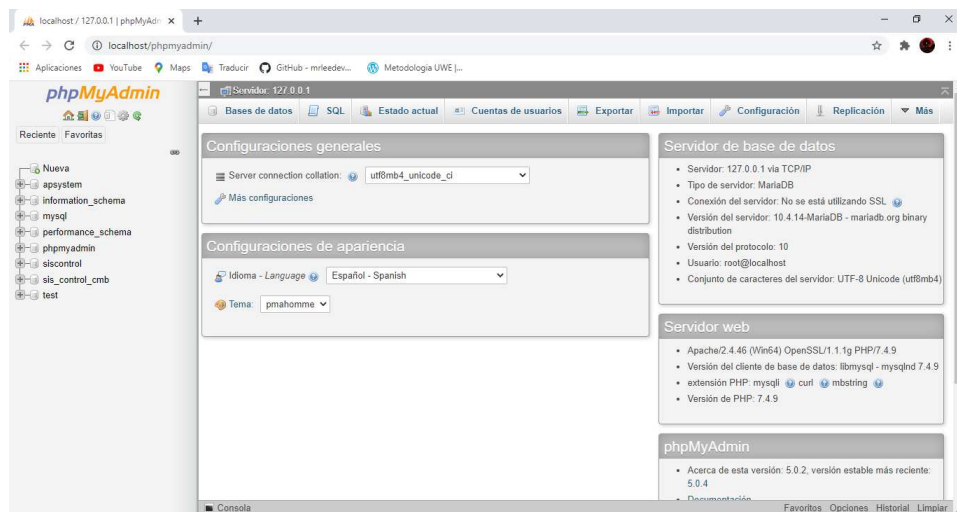 localhost / 127.0.0.1 | phpMyAdn
localhost/phpmyadmin/
Aplicaciones YouTube Maps Traducir GitHub - mrleedev... Metodologia UWE |...
phpMyAdmin
Reciente Favoritas
Nueva
apsystem
information_schema
mysql
performance_schema
phpmyadmin
siscontrol
sis_control_cmb
test
Servidor: 127.0.0.1
Bases de datos SQL Estado actual Cuentas de usuarios Exportar Importar Configuración Replicación Más
Configuraciones generales
Server connection collation: utf8mb4_unicode_ci
Más configuraciones
Configuraciones de apariencia
Idioma - Language Español - Spanish
Tema: pmahomme
Servidor de base de datos
• Servidor: 127.0.0.1 via TCP/IP
• Tipo de servidor: MariaDB
• Conexión del servidor: No se está utilizando SSL
• Versión del servidor: 10.4.14-MariaDB - mariadb.org binary
distribution
• Versión del protocolo: 10
• Usuario: root@localhost
• Conjunto de caracteres del servidor: UTF-8 Unicode (utf8mb4)
Servidor web
• Apache/2.4.46 (Win64) OpenSSL/1.1.1g PHP/7.4.9
• Versión del cliente de base de datos: libmysql - mysqlnd 7.4.9
• extensión PHP: mysqli curl mbstring
• Versión de PHP: 7.4.9
phpMyAdmin
• Acerca de esta versión: 5.0.2, versión estable más reciente:
5.0.4
• Documentación
Consola Favoritos Opciones Historial Limpiar